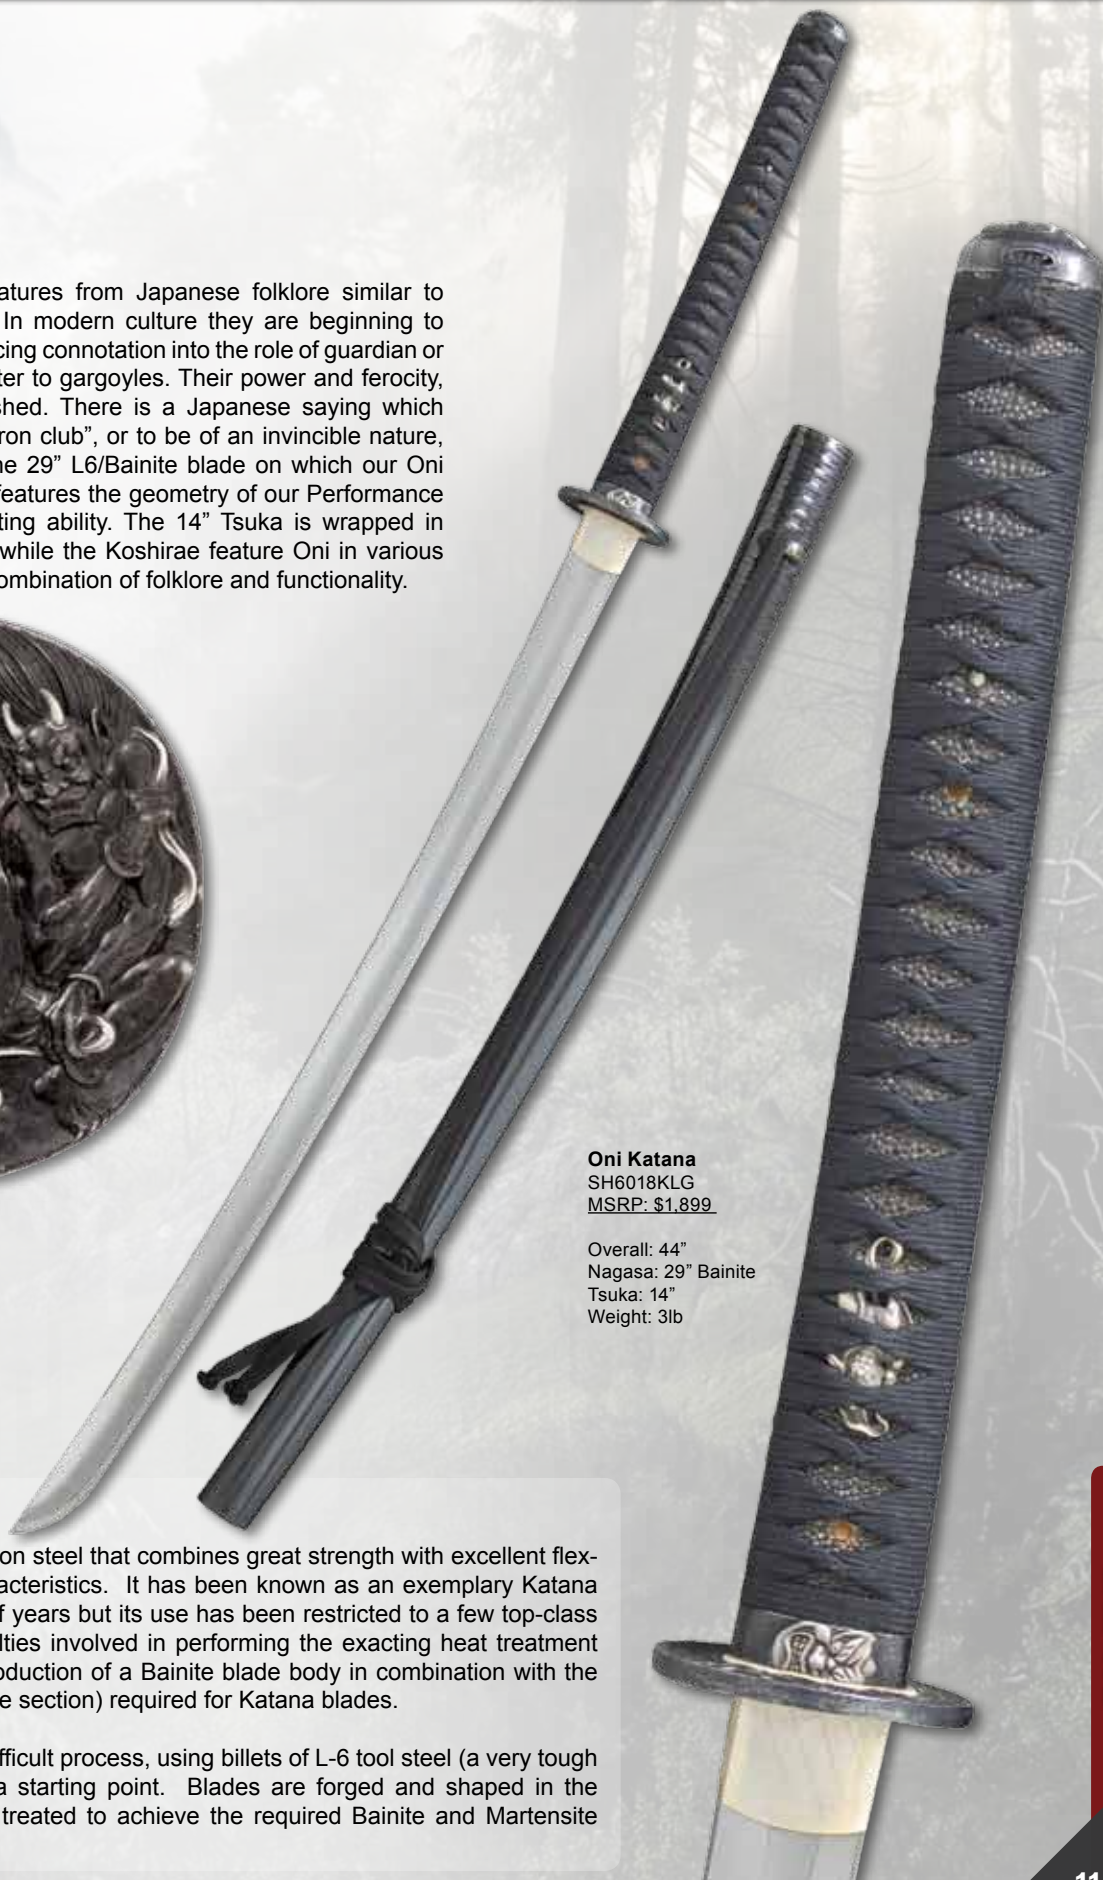 atures from Japanese folklore similar to
In modern culture they are beginning to
cing connotation into the role of guardian or
ter to gargoyles. Their power and ferocity,
shed. There is a Japanese saying which
ron club”, or to be of an invincible nature,
ne 29” L6/Bainite blade on which our Oni
features the geometry of our Performance
ting ability. The 14” Tsuka is wrapped in
while the Koshirae feature Oni in various
ombination of folklore and functionality.
Oni Katana
SH6018KLG
MSRP: $1,899
Overall: 44”
Nagasa: 29” Bainite
Tsuka: 14”
Weight: 3lb
on steel that combines great strength with excellent flex-
acteristics. It has been known as an exemplary Katana
f years but its use has been restricted to a few top-class
lties involved in performing the exacting heat treatment
oduction of a Bainite blade body in combination with the
e section) required for Katana blades.
fficult process, using billets of L-6 tool steel (a very tough
a starting point. Blades are forged and shaped in the
treated to achieve the required Bainite and Martensite